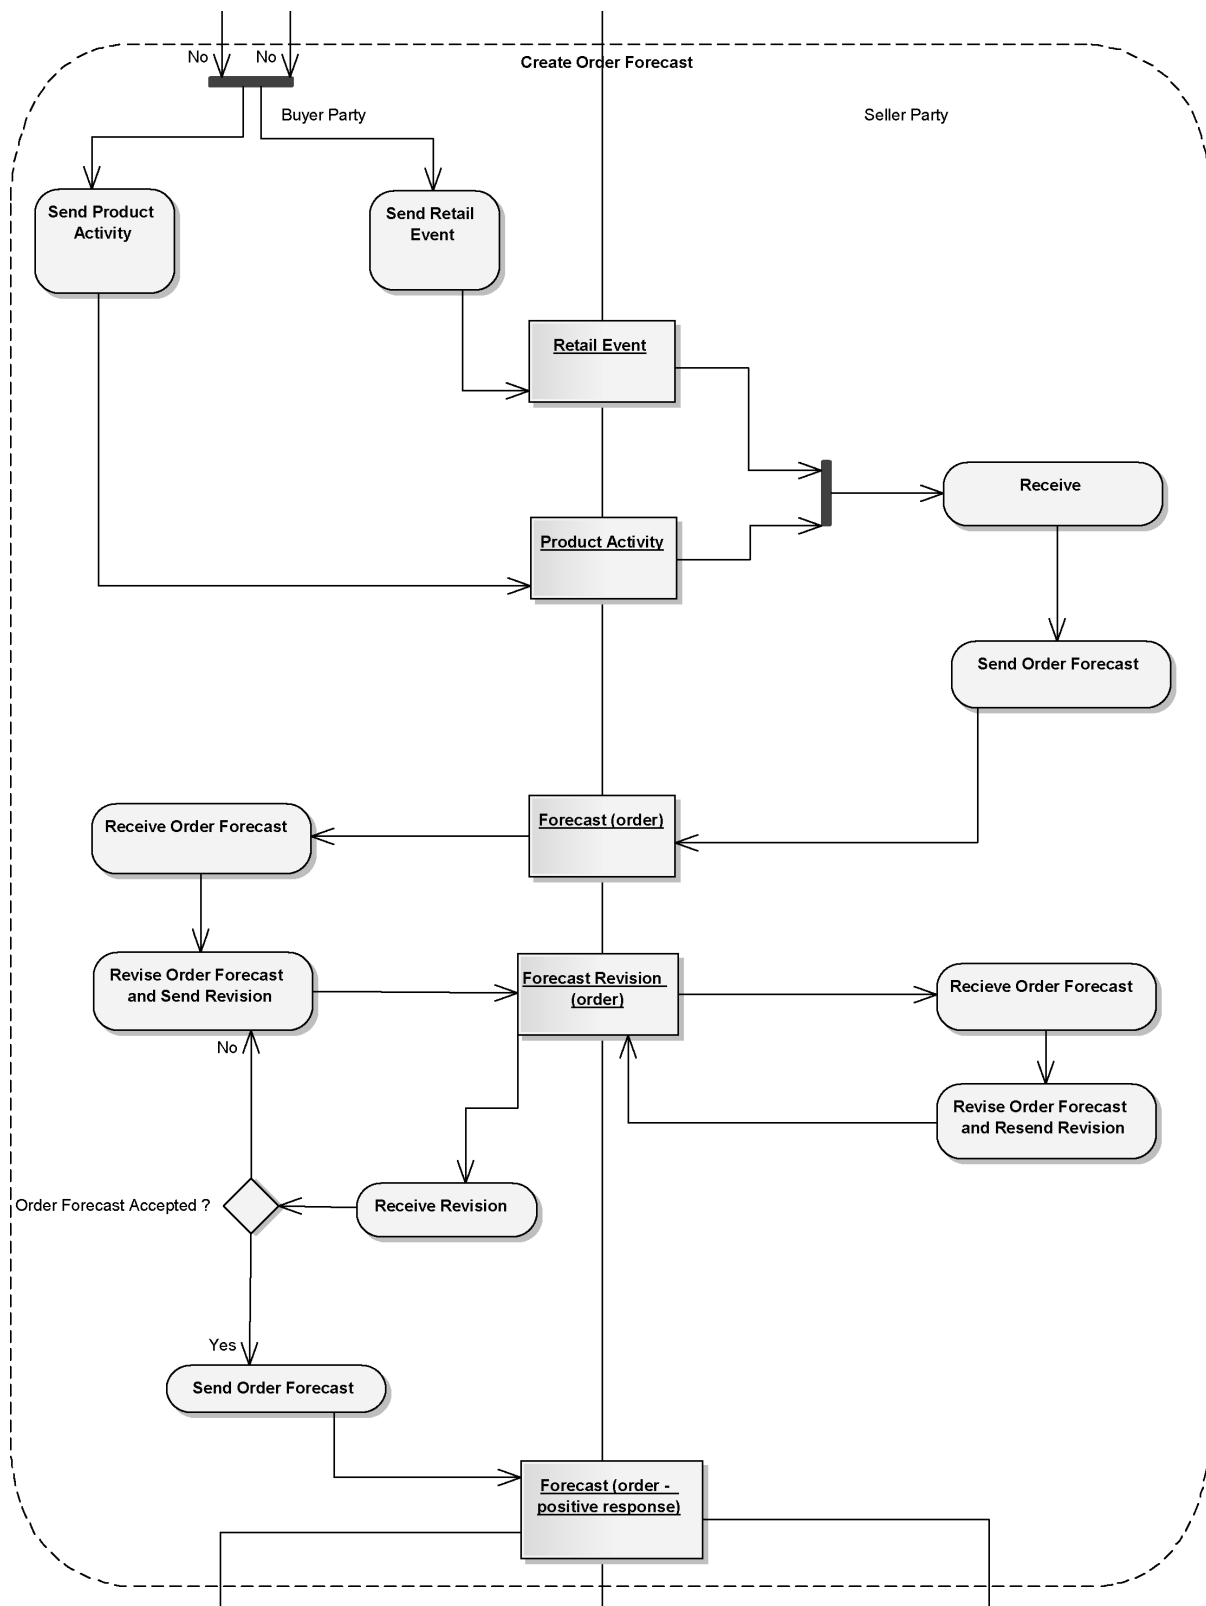 No
No
Create Order Forecast
Buyer Party
Seller Party
Send Product
Activity
Send Retail
Event
Retail Event
Receive
Product Activity
Send Order Forecast
Forecast (order)
Receive Order Forecast
Revise Order Forecast
and Send Revision
Forecast Revision
(order)
Recieve Order Forecast
No
Revise Order Forecast
and Resend Revision
Order Forecast Accepted ?
Receive Revision
Yes
Send Order Forecast
Forecast (order -
positive response)